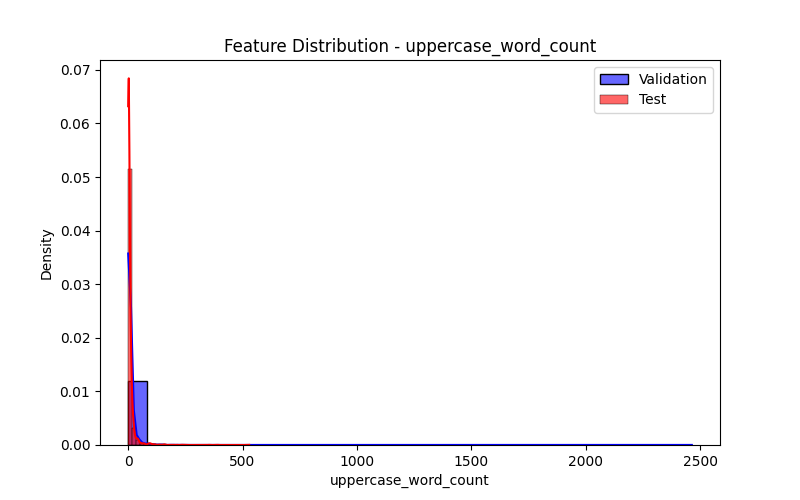 Feature Distribution - uppercase_word_count
Validation
Test
Density
0.07
0.06
0.05
0.04
0.03
0.02
0.01
0.00
0
500
1000
1500
2000
2500
uppercase_word_count